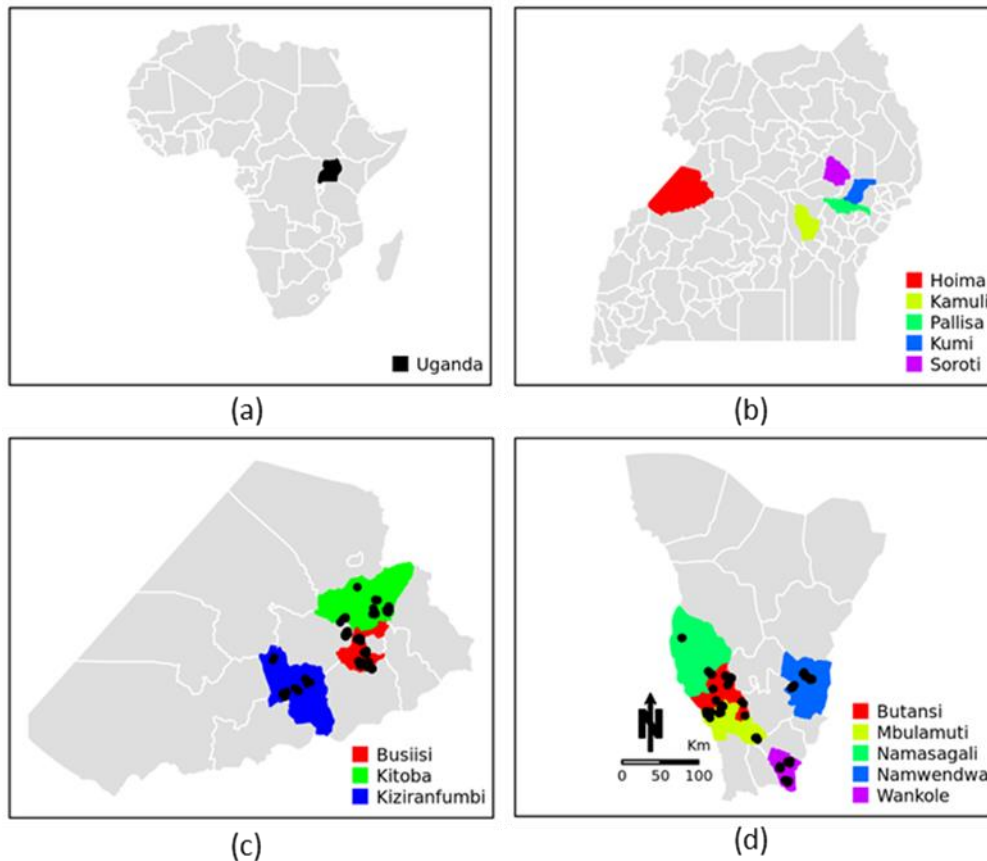 Uganda
(a)
Hoima
Kamuli
Pallisa
Kumi
Soroti
(b)
Busiisi
Kitoba
Kiziranfumbi
(c)
N
Km
0 50 100
Butansi
Mbulamuti
Namasagali
Namwendwa
Wankole
(d)